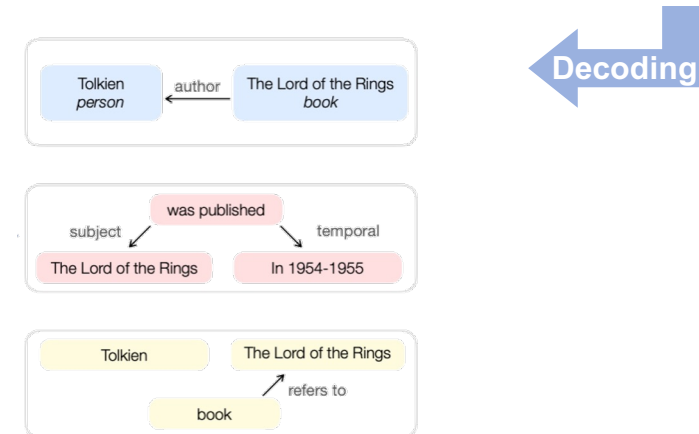 Decoding
Tolkien
person
author
The Lord of the Rings
book
was published
subject
temporal
The Lord of the Rings
In 1954-1955
Tolkien
The Lord of the Rings
refers to
book